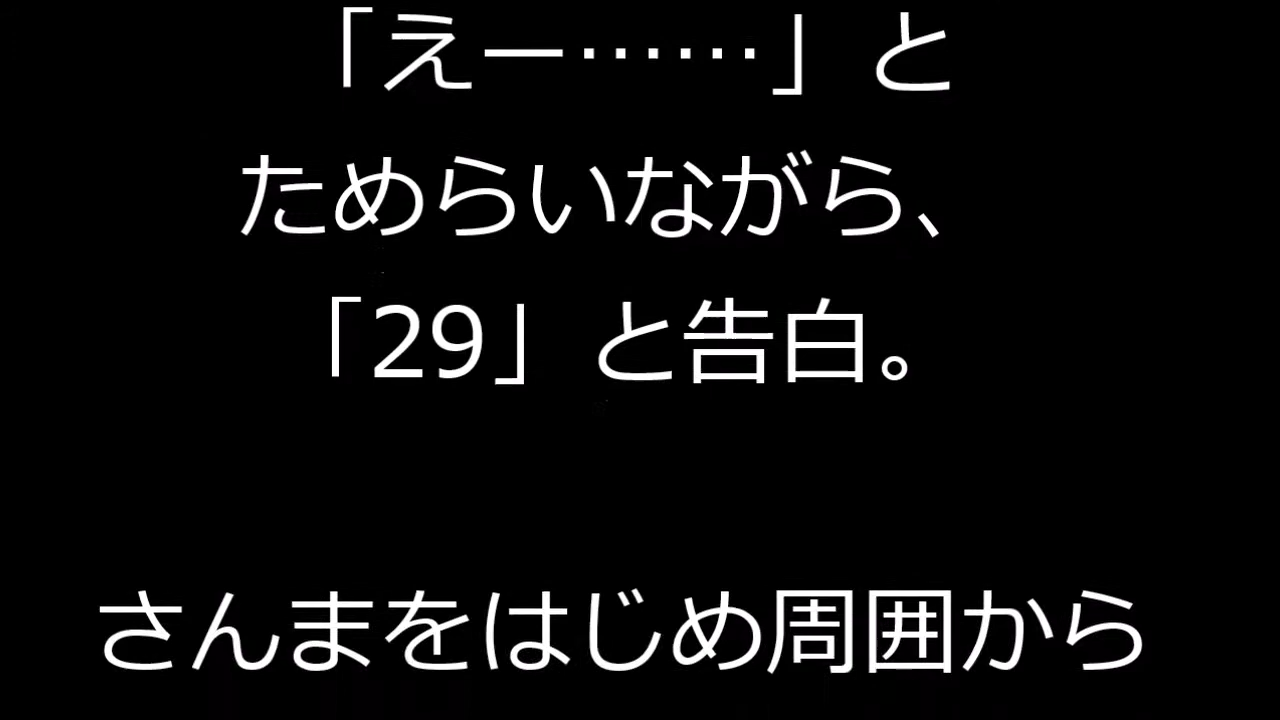 「えー……」と
ためらいながら、
「29」と告白。
さんまをはじめ周囲から